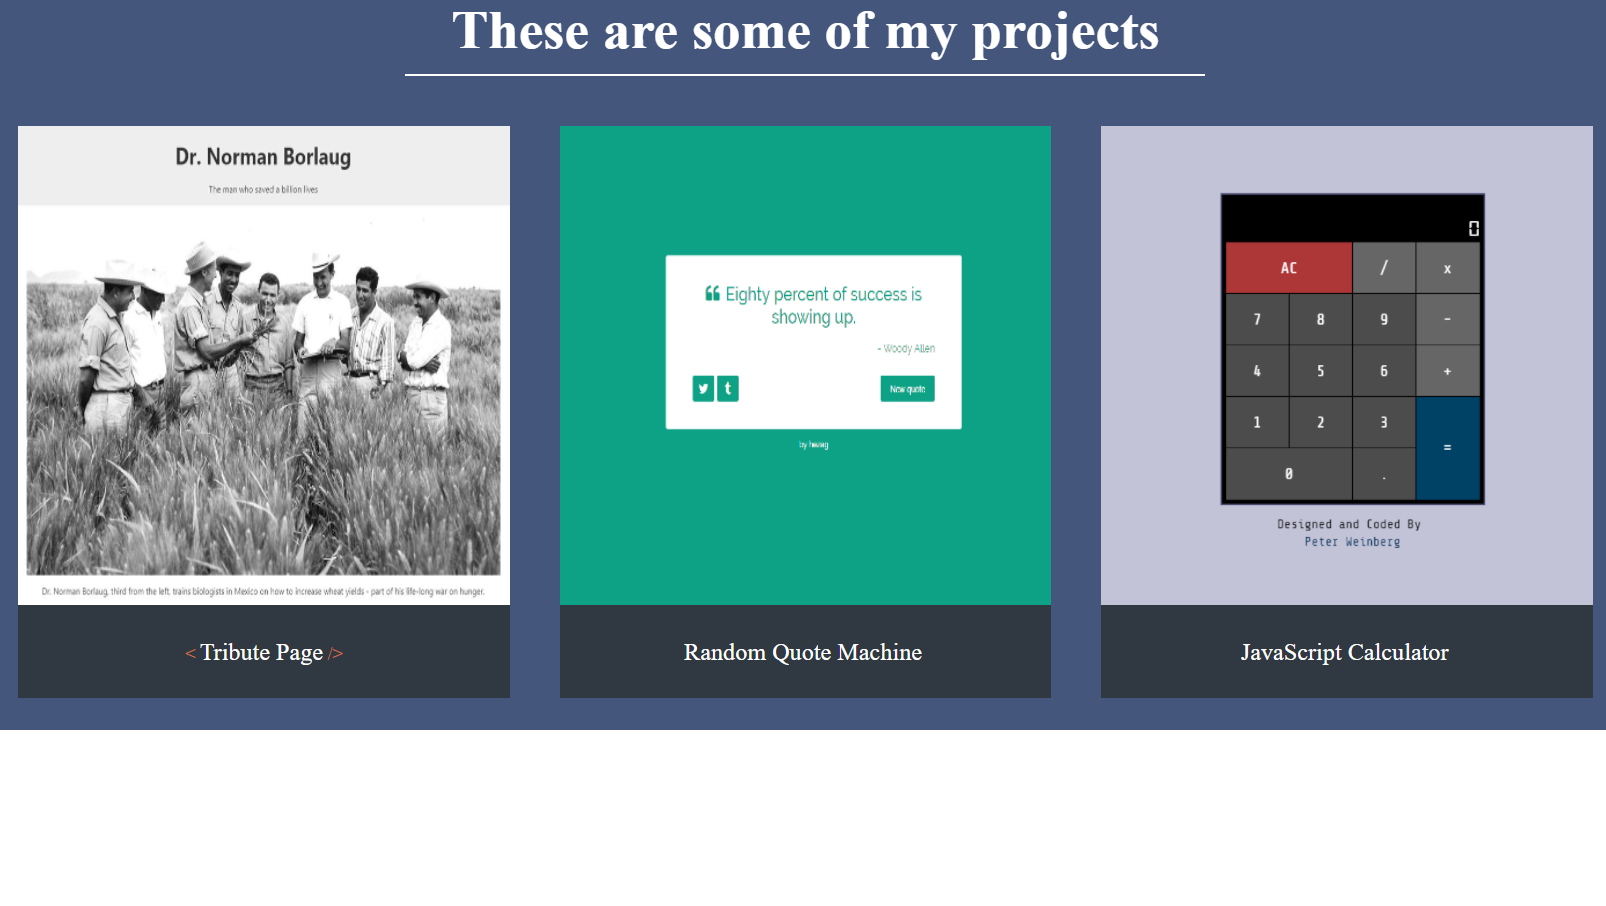 These are some of my projects
Dr. Norman Borlaug
The man who saved a billion lives
Dr. Norman Borlaug, third from the left, trains biologists in Mexico on how to increase wheat yields - part of his life-long war on hunger.
< Tribute Page />
“ Eighty percent of success is
showing up.
- Woody Allen
t
New quote
by hezag
Random Quote Machine
0
AC / x
7 8 9 -
4 5 6 +
1 2 3
=
0 .
Designed and Coded By
Peter Weinberg
JavaScript Calculator